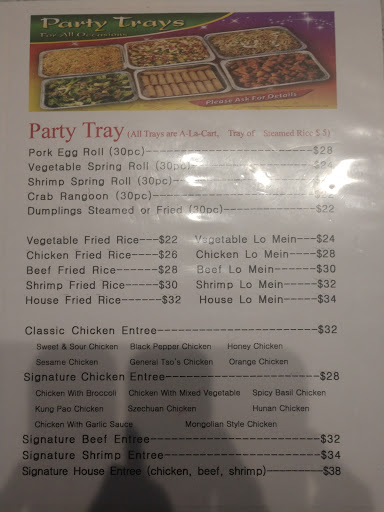 Party Trays
For All Occasions
Please Ask For Details
Party Tray (All Trays are A-La-Cart, Tray of Steamed Rice $ 5)
Pork Egg Roll (30pc)---$28
Vegetable Spring Roll (30pc)---$24
Shrimp Spring Roll (30pc)---
Crab Rangoon (30pc)---
Dumplings Steamed or Fried (30pc)---$22
Vegetable Fried Rice---$22 Vegetable Lo Mein---$24
Chicken Fried Rice----$26 Chicken Lo Mein---$28
Beef Fried Rice------$28 Beef Lo Mein----$30
Shrimp Fried Rice----$30 Shrimp Lo Mein---$32
House Fried Rice-----$32 House Lo Mein---$34
Classic Chicken Entree---$32
Sweet & Sour Chicken Black Pepper Chicken Honey Chicken
Sesame Chicken General Tso's Chicken Orange Chicken
Signature Chicken Entree---$28
Chicken With Broccoli Chicken With Mixed Vegetable Spicy Basil Chicken
Kung Pao Chicken Szechuan Chicken Hunan Chicken
Chicken With Garlic Sauce Mongolian Style Chicken
Signature Beef Entree---$32
Signature Shrimp Entree---$34
Signature House Entree (chicken, beef, shrimp)---$38